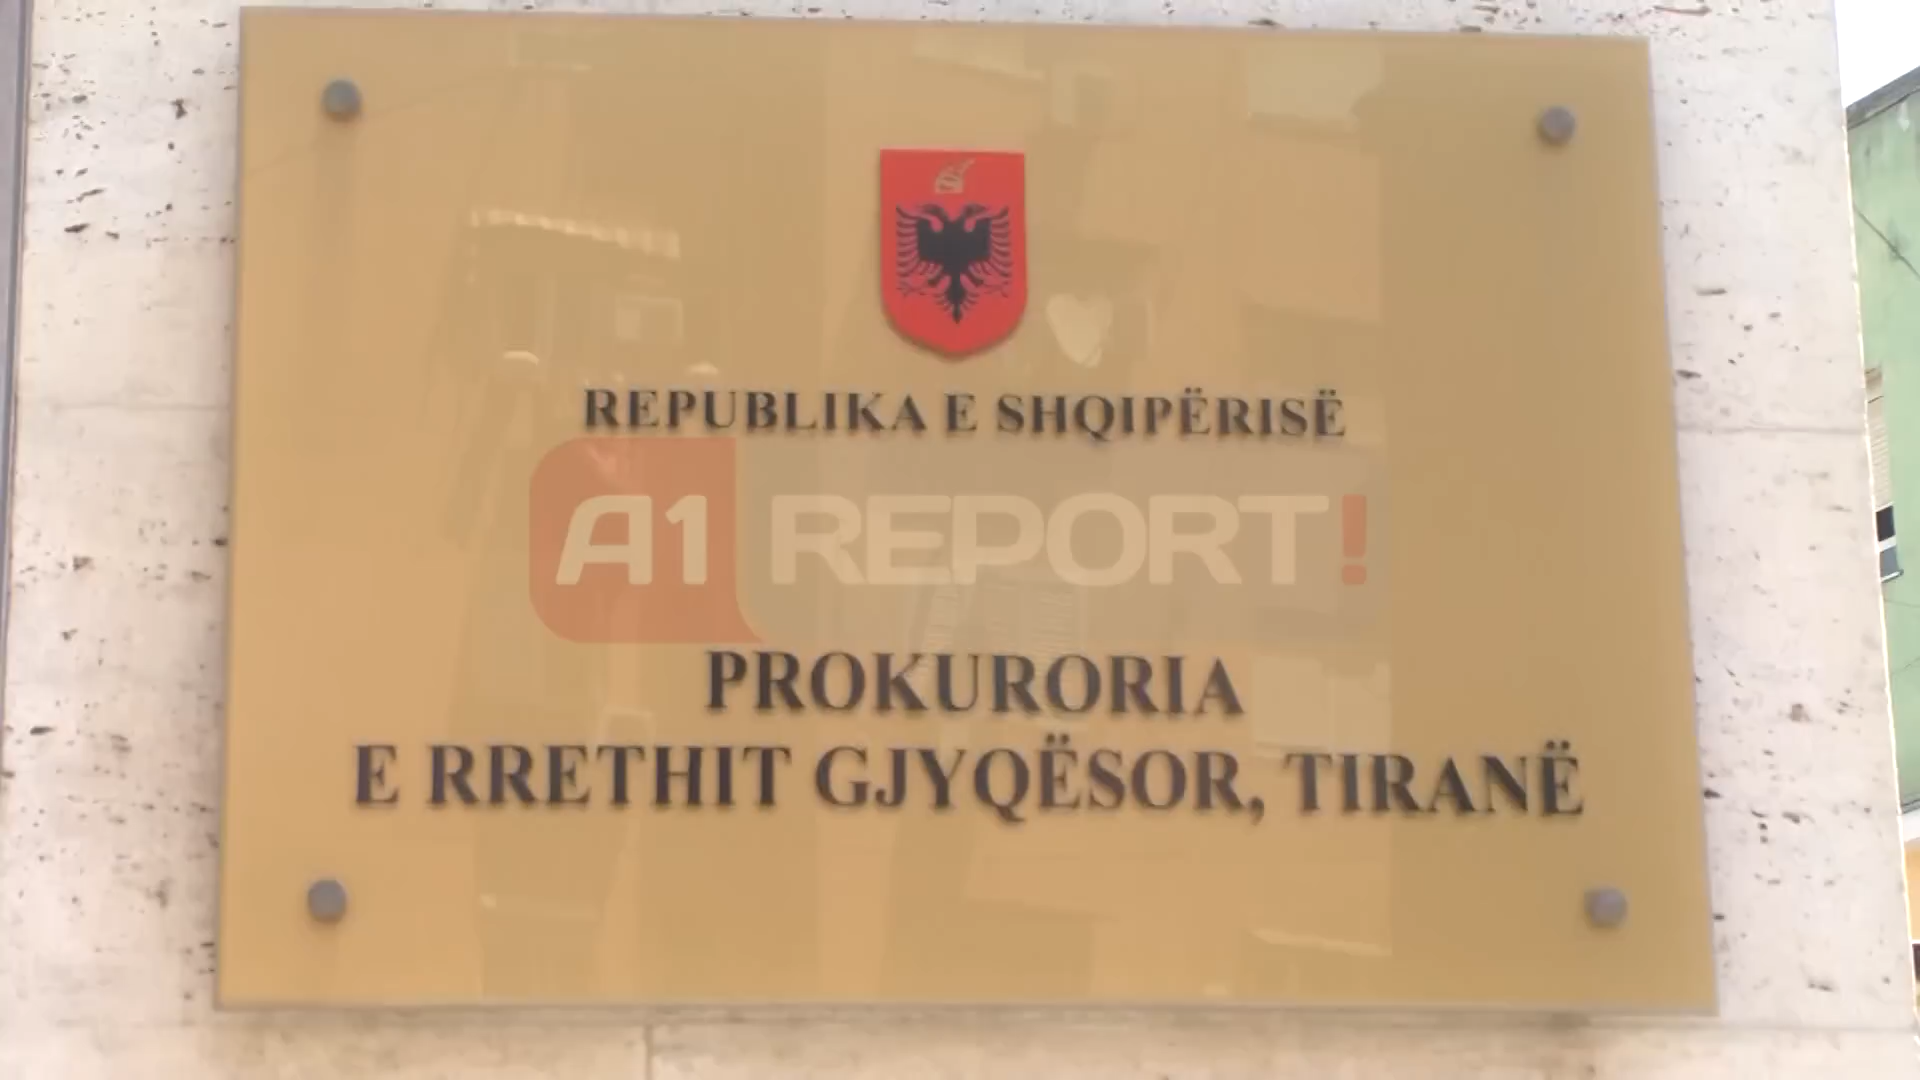 REPUBLIKA E SHQIPËRISË
A1 REPORT!
PROKURORIA
E RRETHIT GJYQËSOR, TIRANË